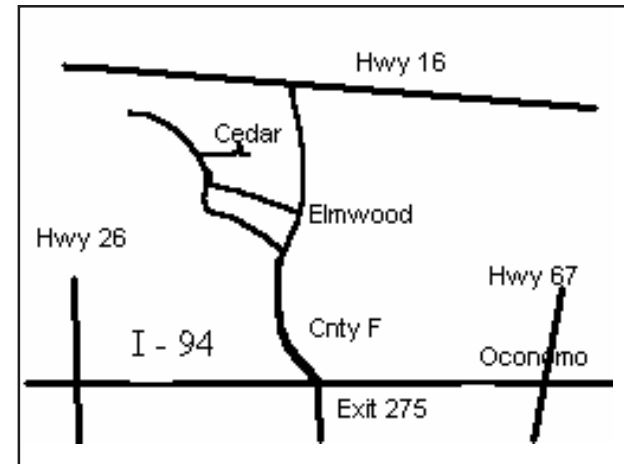 Hwy 16
Cedar
Elmwood
Hwy 26
Hwy 67
Cnty F
I - 94
Oconomo
Exit 275